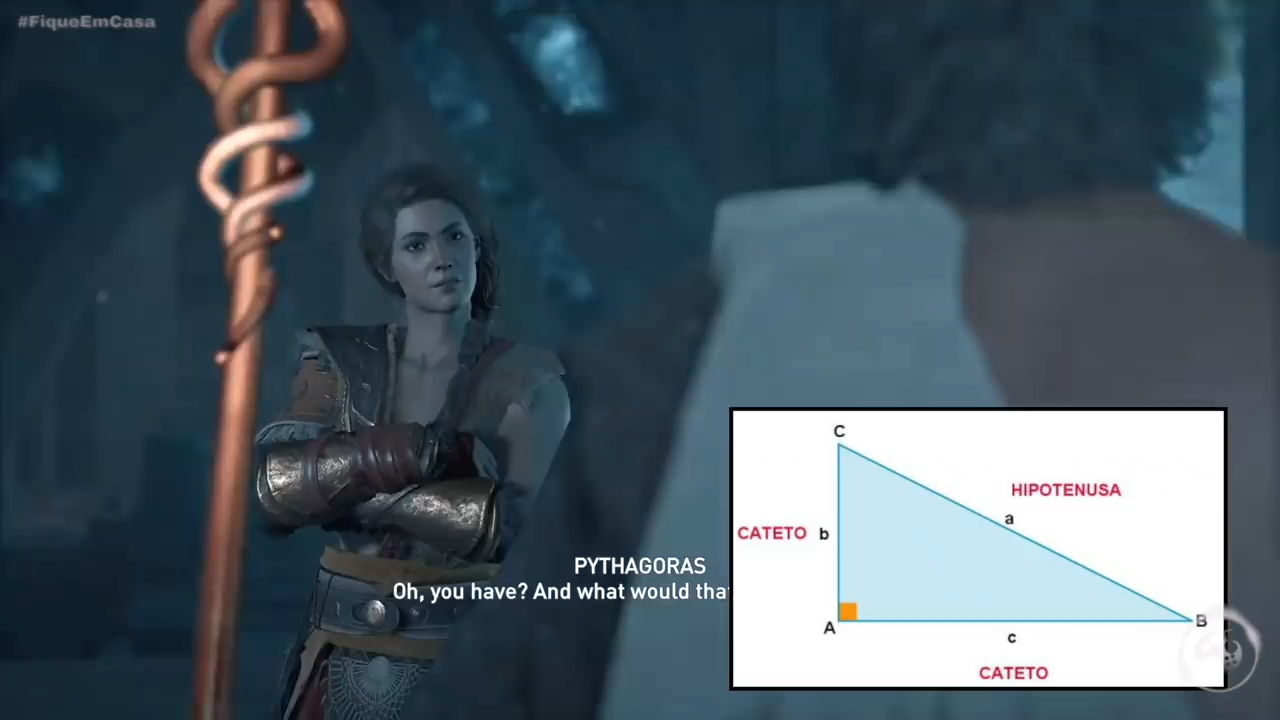 #FiqueEmCasa
PYTHAGORAS
Oh, you have? And what would tha
C
HIPOTENUSA
a
CATETO b
A
B
c
CATETO